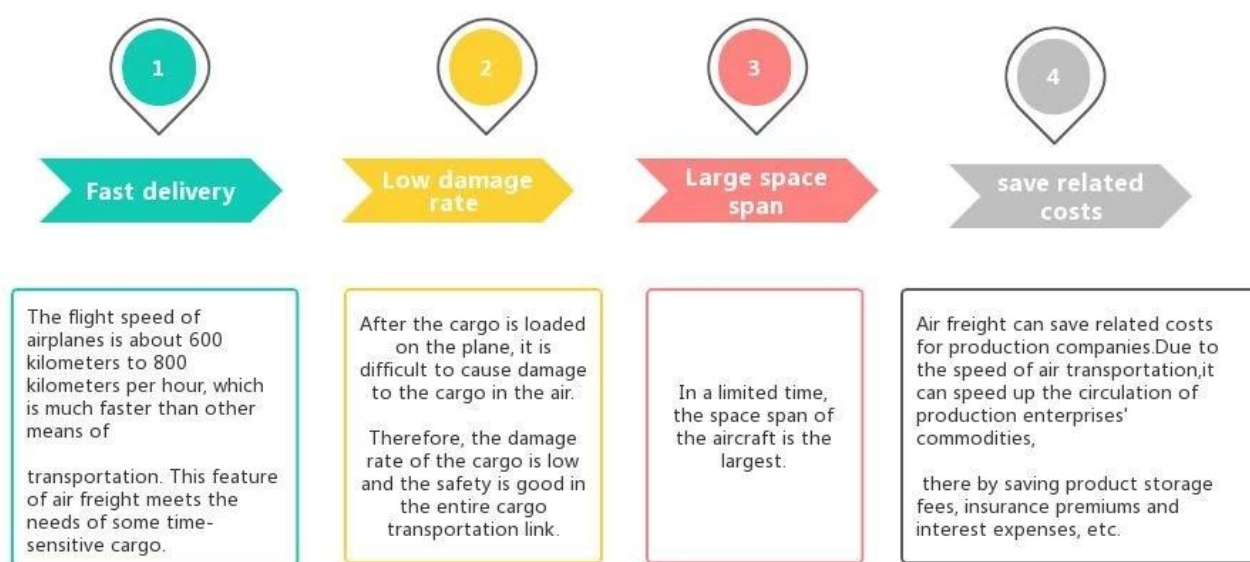 1
Fast delivery
The flight speed of
airplanes is about 600
kilometers to 800
kilometers per hour, which
is much faster than other
means of
transportation. This feature
of air freight meets the
needs of some time-
sensitive cargo.
2
Low damage
rate
After the cargo is loaded
on the plane, it is
difficult to cause damage
to the cargo in the air.
Therefore, the damage
rate of the cargo is low
and the safety is good in
the entire cargo
transportation link.
3
Large space
span
In a limited time,
the space span of
the aircraft is the
largest.
4
save related
costs
Air freight can save related costs
for production companies.Due to
the speed of air transportation,it
can speed up the circulation of
production enterprises'
commodities,
there by saving product storage
fees, insurance premiums and
interest expenses, etc.